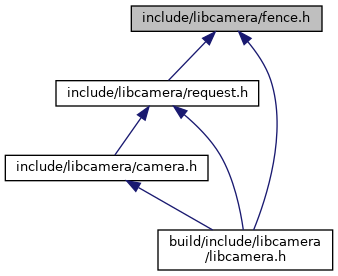 include/libcamera/fence.h
include/libcamera/request.h
include/libcamera/camera.h
build/include/libcamera
/libcamera.h